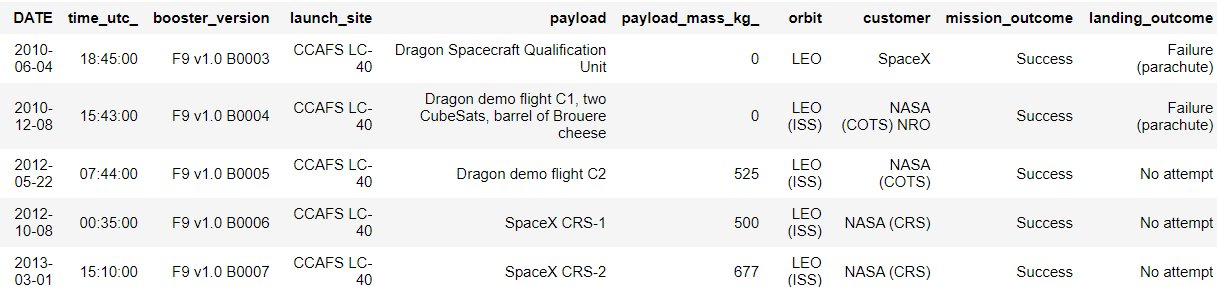 DATE time_utc_ booster_version launch_site payload payload_mass_kg_ orbit customer mission_outcome landing_outcome
2010-06-04 18:45:00 F9 v1.0 B0003 CCAFS LC-40 Dragon Spacecraft Qualification Unit 0 LEO SpaceX Success Failure (parachute)
2010-12-08 15:43:00 F9 v1.0 B0004 CCAFS LC-40 Dragon demo flight C1, two CubeSats, barrel of Brouere cheese 0 LEO (ISS) NASA (COTS) NRO Success Failure (parachute)
2012-05-22 07:44:00 F9 v1.0 B0005 CCAFS LC-40 Dragon demo flight C2 525 LEO (ISS) NASA (COTS) Success No attempt
2012-10-08 00:35:00 F9 v1.0 B0006 CCAFS LC-40 SpaceX CRS-1 500 LEO (ISS) NASA (CRS) Success No attempt
2013-03-01 15:10:00 F9 v1.0 B0007 CCAFS LC-40 SpaceX CRS-2 677 LEO (ISS) NASA (CRS) Success No attempt